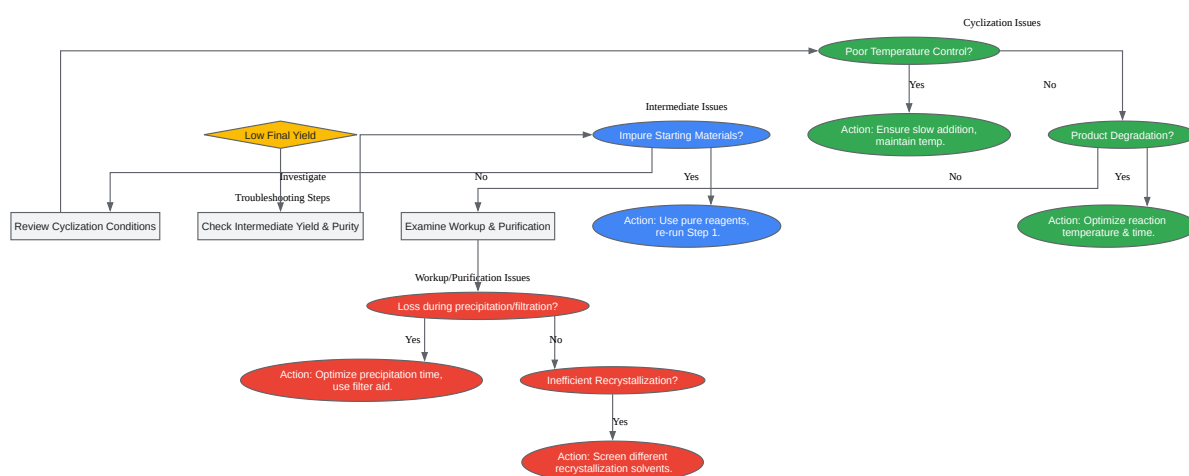 Cyclization Issues
Poor Temperature Control?
Yes
No
Intermediate Issues
Low Final Yield
Impure Starting Materials?
Action: Ensure slow addition,
maintain temp.
Product Degradation?
Investigate
No
Yes
No
Yes
Troubleshooting Steps
Review Cyclization Conditions
Check Intermediate Yield & Purity
Examine Workup & Purification
Action: Use pure reagents,
re-run Step 1.
Action: Optimize reaction
temperature & time.
Workup/Purification Issues
Loss during precipitation/filtration?
Yes
No
Action: Optimize precipitation time,
use filter aid.
Inefficient Recrystallization?
Yes
Action: Screen different
recrystallization solvents.